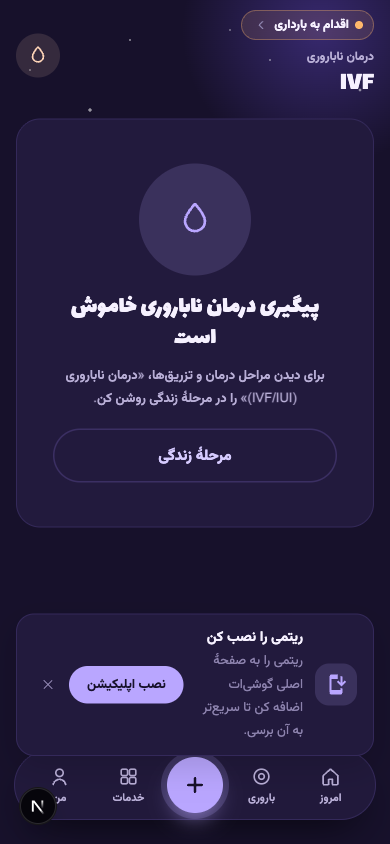 اقدام به بارداری
درمان ناباروری
IVF
پیگیری درمان ناباروری خاموش
است
برای دیدن مراحل درمان و تزریق‌ها، «درمان ناباروری
(IVF/IUI)» را در مرحلهٔ زندگی روشن کن.
مرحلهٔ زندگی
ریتمی را نصب کن
ریتمی را به صفحهٔ
اصلی گوشی‌ات
اضافه کن تا سریع‌تر
به آن برسی.
نصب اپلیکیشن
امروز
باروری
خدمات
N